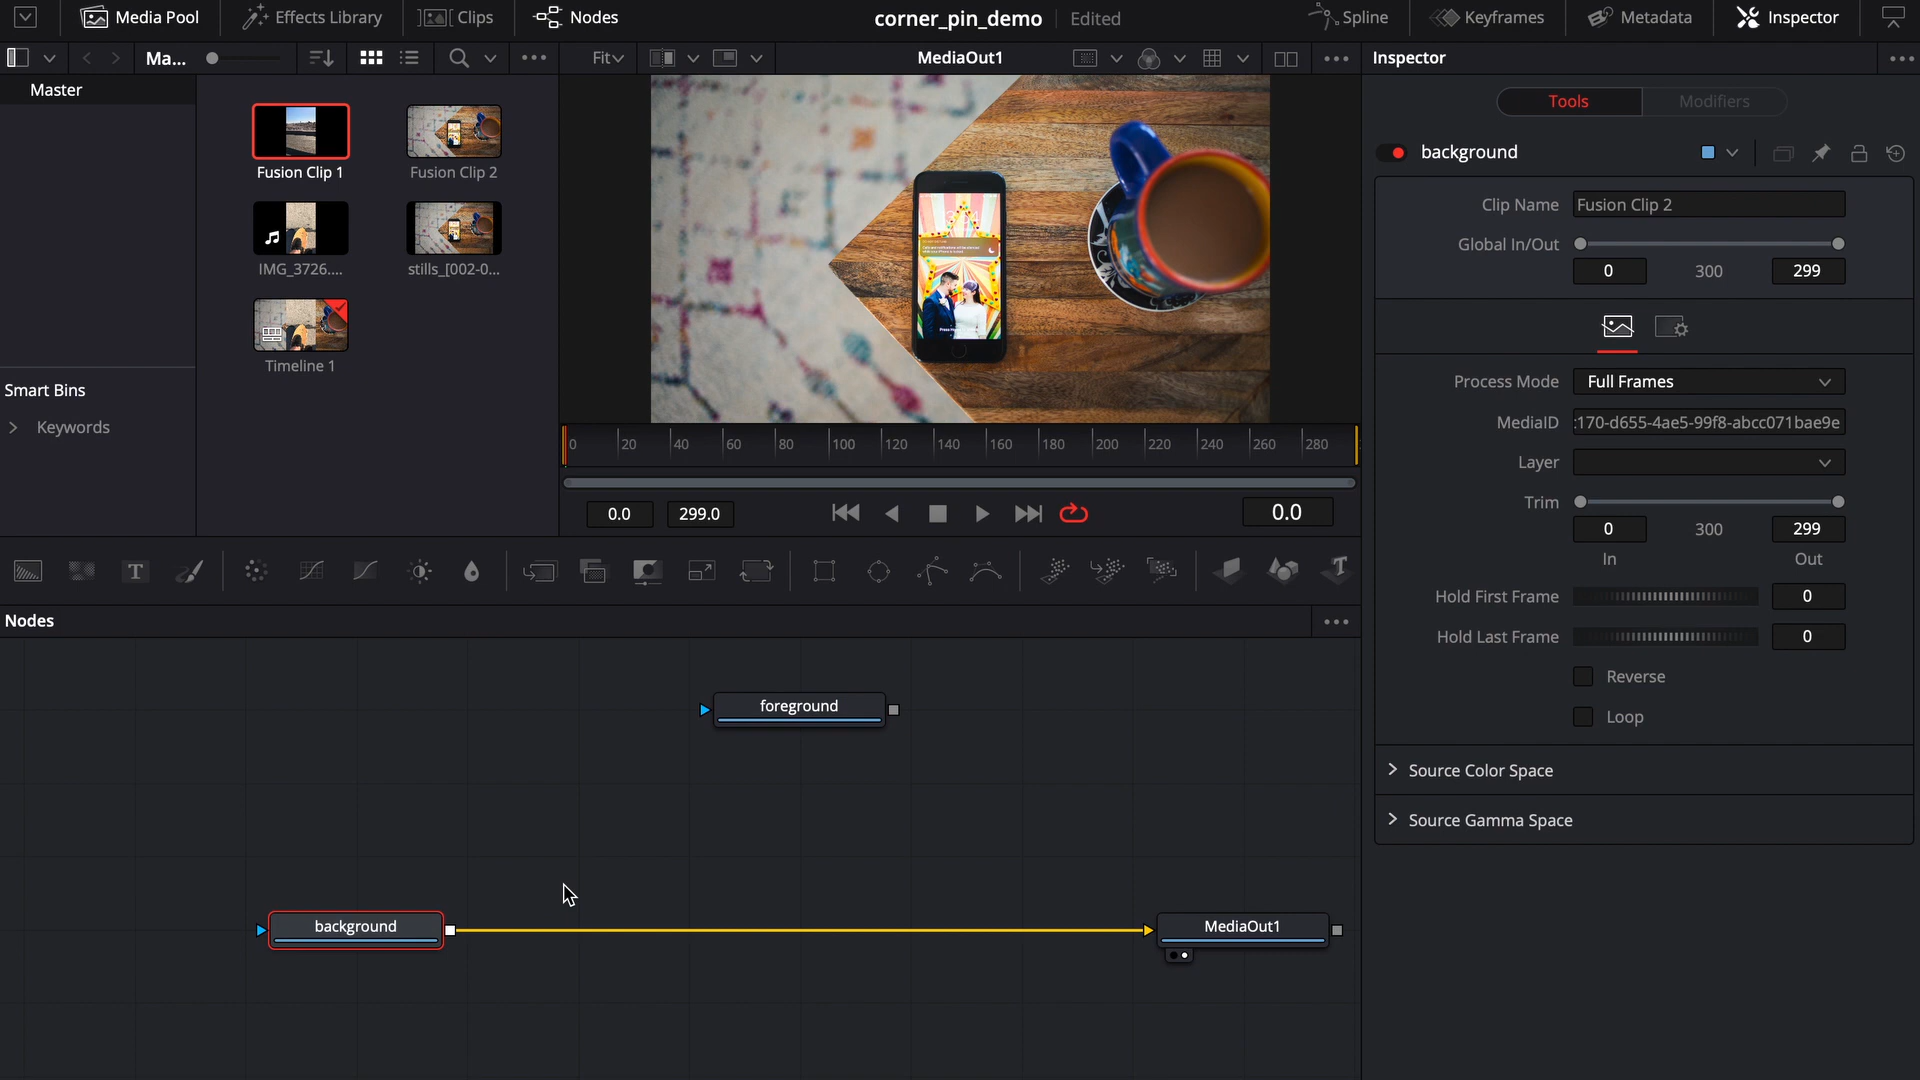 Media Pool
Effects Library
Clips
Nodes
corner_pin_demo
Edited
Spline
Keyframes
Metadata
Inspector
Ma...
Fit
MediaOut1
Inspector
Master
Fusion Clip 1
Fusion Clip 2
IMG_3726....
stills_[002-0...
Timeline 1
Smart Bins
Keywords
0
20
40
60
80
100
120
140
160
180
200
220
240
260
280
0.0
299.0
0.0
Tools
Modifiers
background
Clip Name
Fusion Clip 2
Global In/Out
0
300
299
Process Mode
Full Frames
MediaID
:170-d655-4ae5-99f8-abcc071bae9e
Layer
Trim
0
300
299
In
Out
Hold First Frame
0
Hold Last Frame
0
Reverse
Loop
Source Color Space
Source Gamma Space
T
T
Nodes
foreground
background
MediaOut1